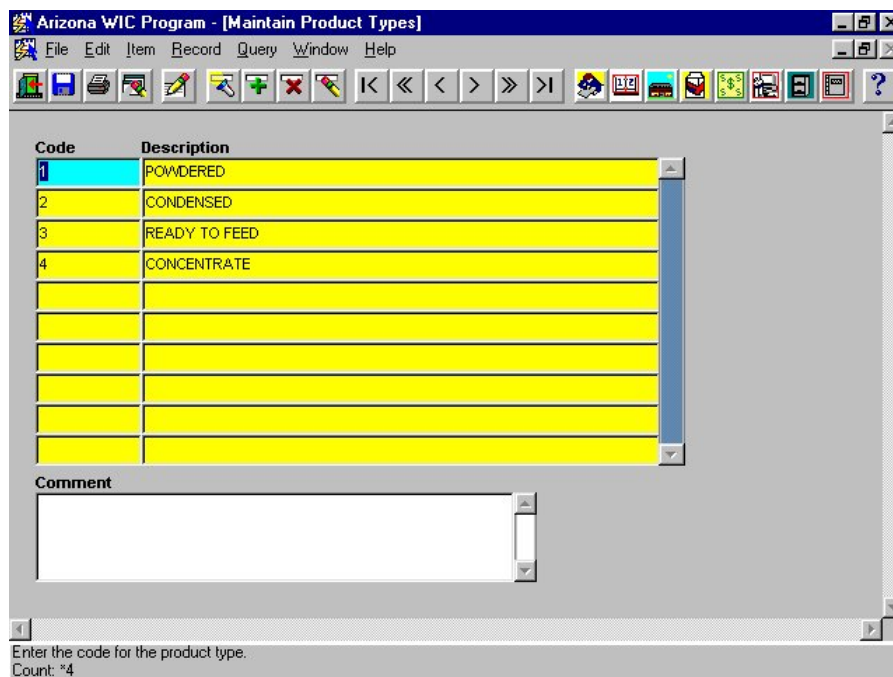 Arizona WIC Program - [Maintain Product Types]
File Edit Item Record Query Window Help
Code Description
1 POWDERED
2 CONDENSED
3 READY TO FEED
4 CONCENTRATE
Comment
Enter the code for the product type.
Count: *4